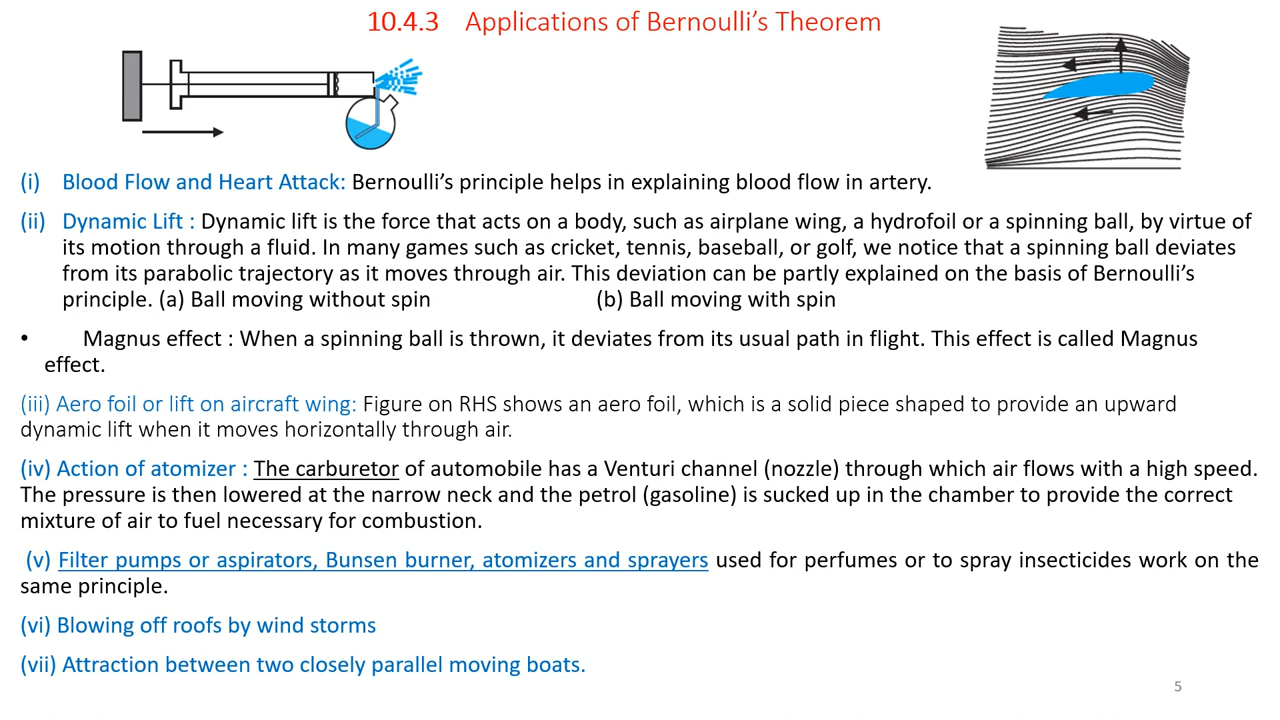 10.4.3 Applications of Bernoulli's Theorem
(i) Blood Flow and Heart Attack: Bernoulli's principle helps in explaining blood flow in artery.
(ii) Dynamic Lift : Dynamic lift is the force that acts on a body, such as airplane wing, a hydrofoil or a spinning ball, by virtue of
its motion through a fluid. In many games such as cricket, tennis, baseball, or golf, we notice that a spinning ball deviates
from its parabolic trajectory as it moves through air. This deviation can be partly explained on the basis of Bernoulli's
principle. (a) Ball moving without spin (b) Ball moving with spin
• Magnus effect : When a spinning ball is thrown, it deviates from its usual path in flight. This effect is called Magnus
effect.
(iii) Aero foil or lift on aircraft wing: Figure on RHS shows an aero foil, which is a solid piece shaped to provide an upward
dynamic lift when it moves horizontally through air.
(iv) Action of atomizer : The carburetor of automobile has a Venturi channel (nozzle) through which air flows with a high speed.
The pressure is then lowered at the narrow neck and the petrol (gasoline) is sucked up in the chamber to provide the correct
mixture of air to fuel necessary for combustion.
(v) Filter pumps or aspirators, Bunsen burner, atomizers and sprayers used for perfumes or to spray insecticides work on the
same principle.
(vi) Blowing off roofs by wind storms
(vii) Attraction between two closely parallel moving boats.
5